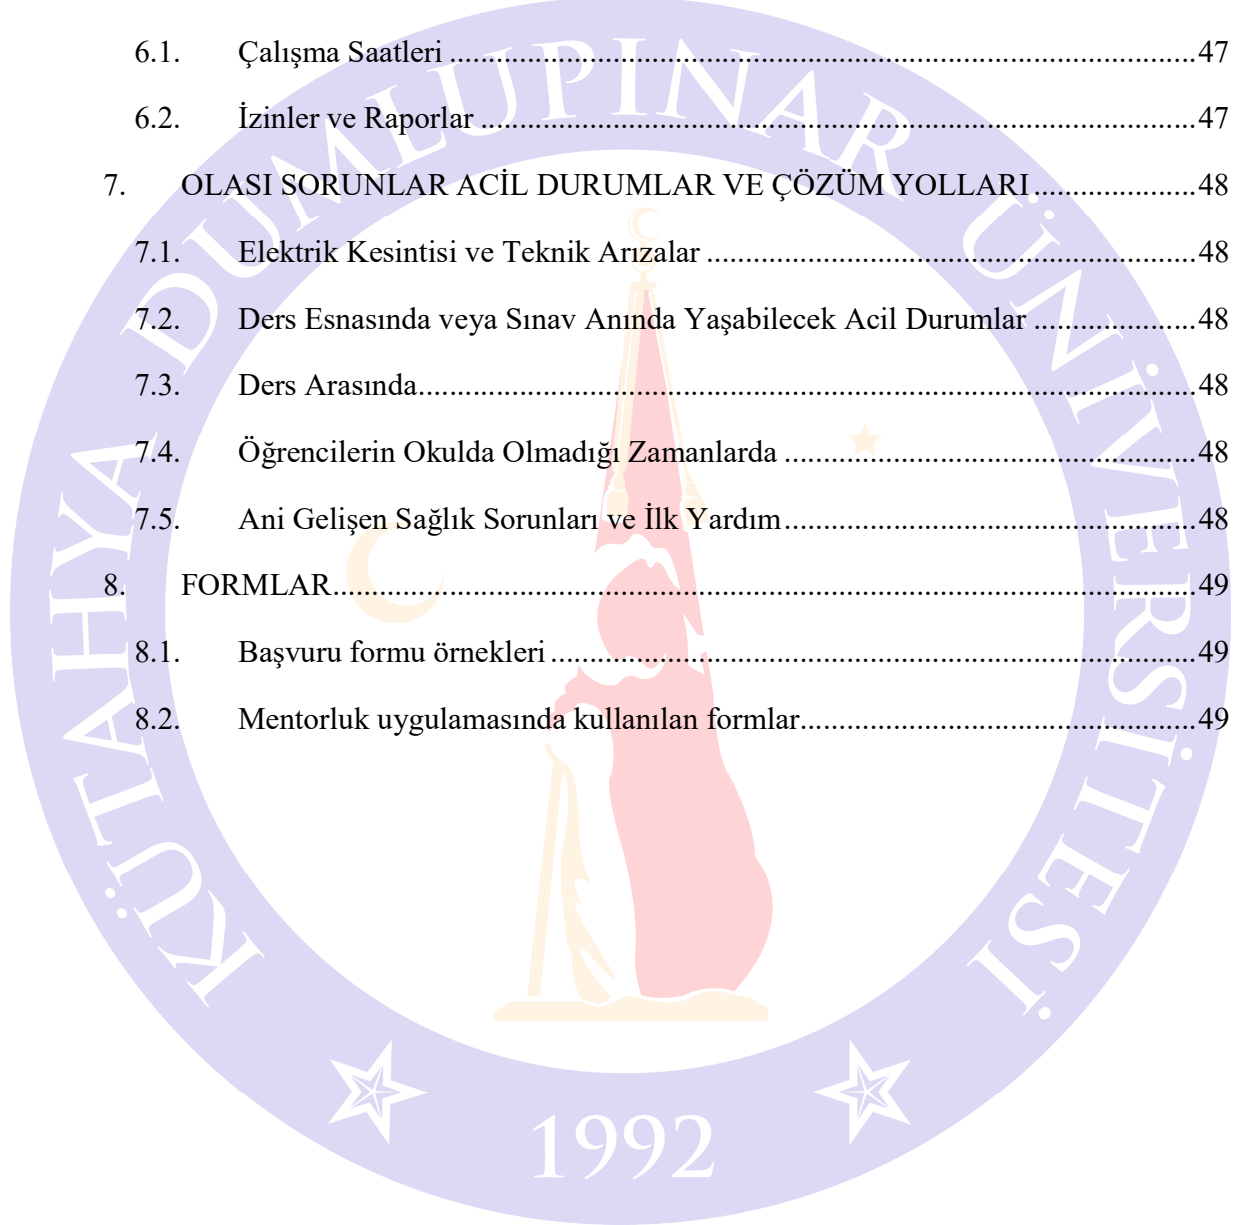 6.1. Çalışma Saatleri ................................................................ 47
6.2. İzinler ve Raporlar ................................................................ 47
7. OLASI SORUNLAR ACİL DURUMLAR VE ÇÖZÜM YOLLARI ..................... 48
7.1. Elektrik Kesintisi ve Teknik Arızalar ................................................ 48
7.2. Ders Esnasında veya Sınav Anında Yaşabilecek Acil Durumlar ..................... 48
7.3. Ders Arasında ................................................................ 48
7.4. Öğrencilerin Okulda Olmadığı Zamanlarda ........................................ 48
7.5. Ani Gelişen Sağlık Sorunları ve İlk Yardım ........................................ 48
8. FORMLAR ................................................................ 49
8.1. Başvuru formu örnekleri ................................................................ 49
8.2. Mentorluk uygulamasında kullanılan formlar ........................................ 49
KÜTAHYA DUMLUPINAR ÜNİVERSİTESİ
1992